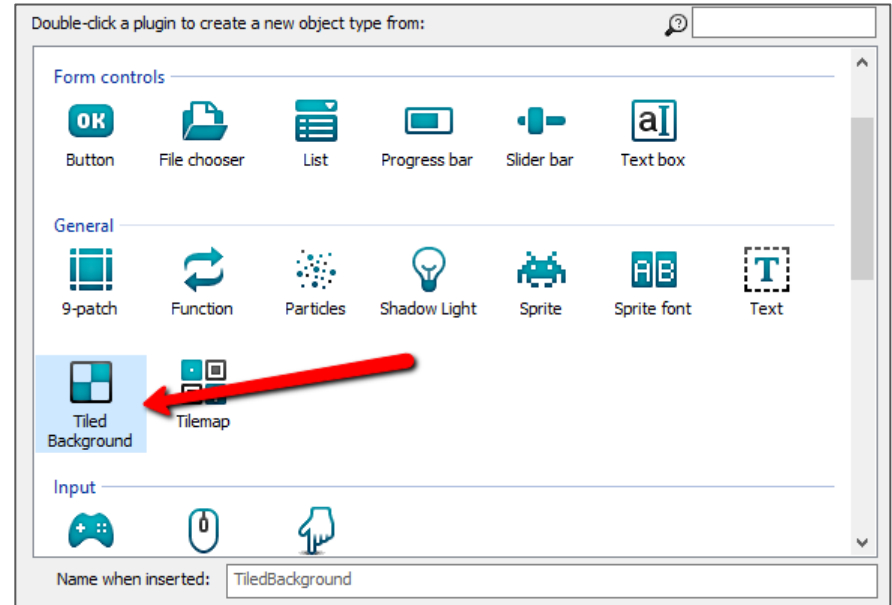 Double-click a plugin to create a new object type from:
Form controls
OK
aI
Button File chooser List Progress bar Slider bar Text box
General
AB T
9-patch Function Particles Shadow Light Sprite Sprite font Text
Tiled Background Tilemap
Input
Name when inserted: TiledBackground